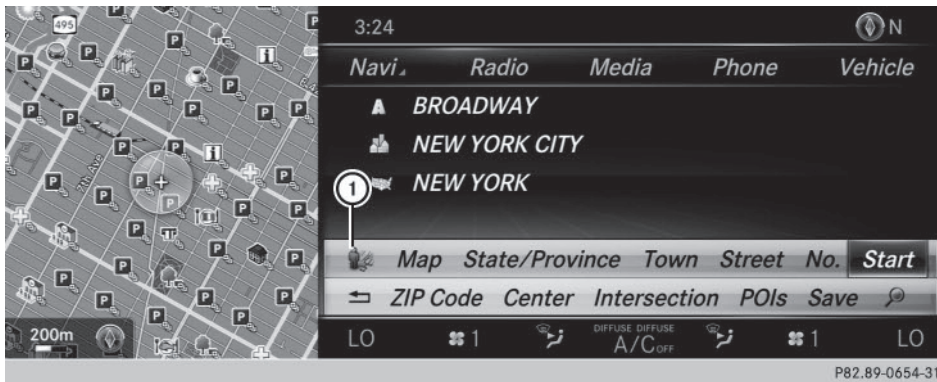 495
7th Ave
200m
3:24 N
Navi Radio Media Phone Vehicle
BROADWAY
NEW YORK CITY
NEW YORK
1
Map State/Province Town Street No. Start
ZIP Code Center Intersection POIs Save
LO 1 DIFFUSE DIFFUSE 1 LO
A/C OFF
P82.89-0654-31